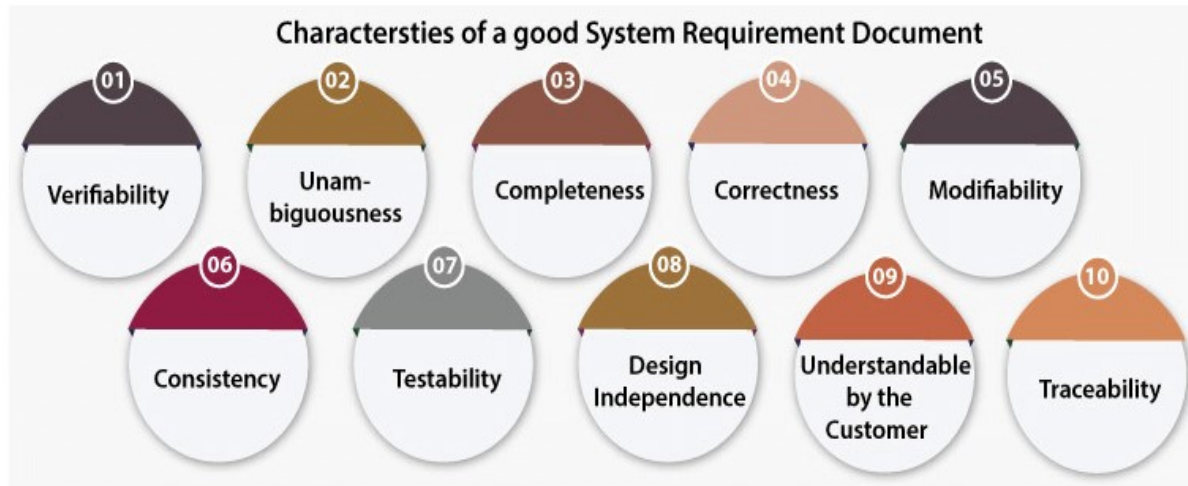 Charactersties of a good System Requirement Document
01
Verifiability
02
Unam-
biguousness
03
Completeness
04
Correctness
05
Modifiability
06
Consistency
07
Testability
08
Design
Independence
09
Understandable
by the
Customer
10
Traceability